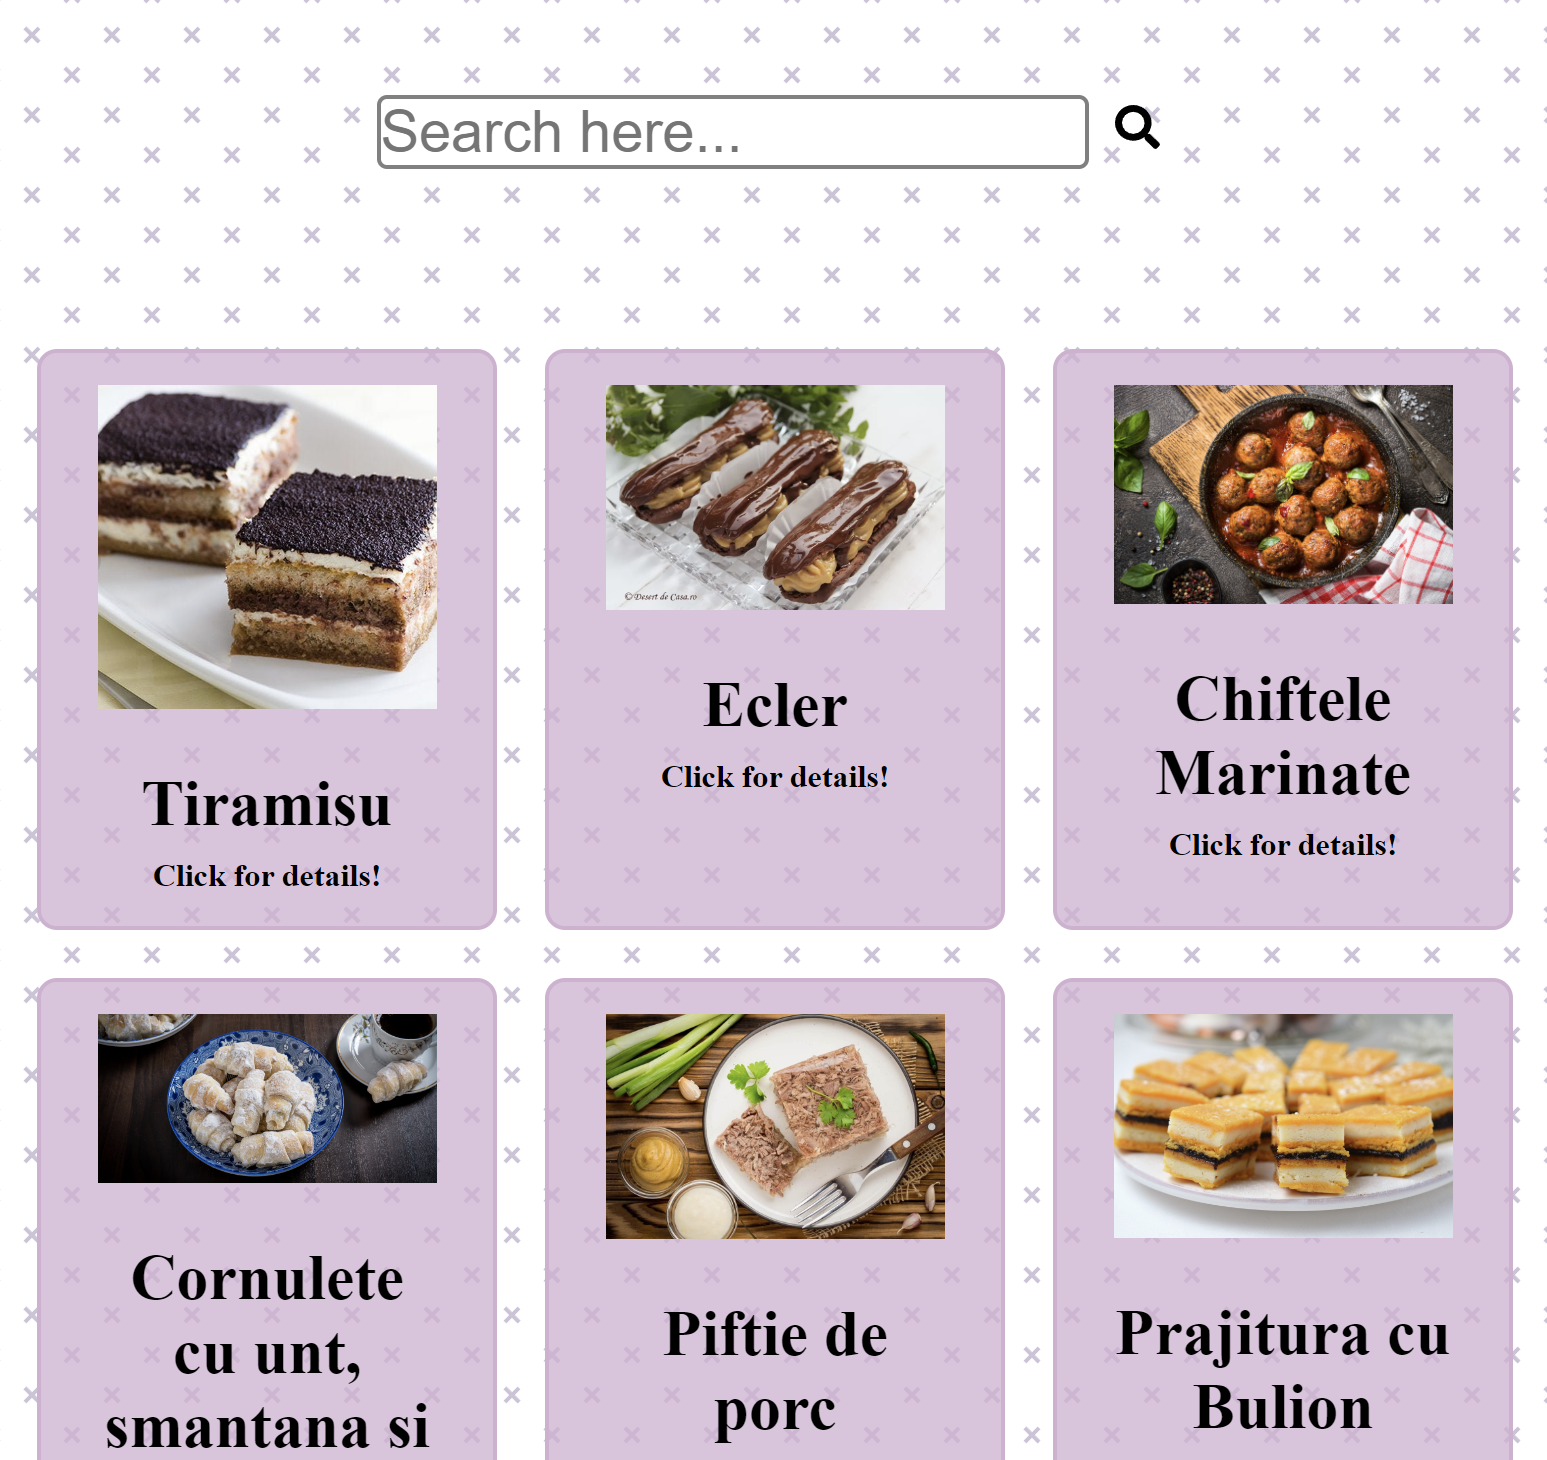 Search here...
© Desert de Casa.ro
Tiramisu
Click for details!
Ecler
Click for details!
Chiftele
Marinate
Click for details!
Cornulete
cu unt,
smantana si
Piftie de
porc
Prajitura cu
Bulion